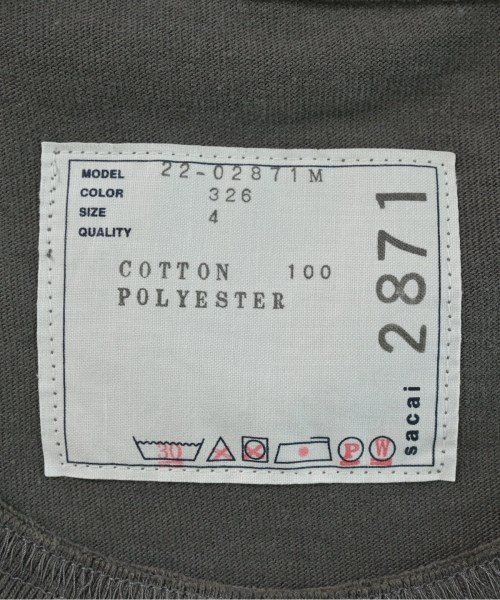 MODEL 22-02871M
COLOR 326
SIZE 4
QUALITY
COTTON 100
POLYESTER
30
P
W
sacai 2871